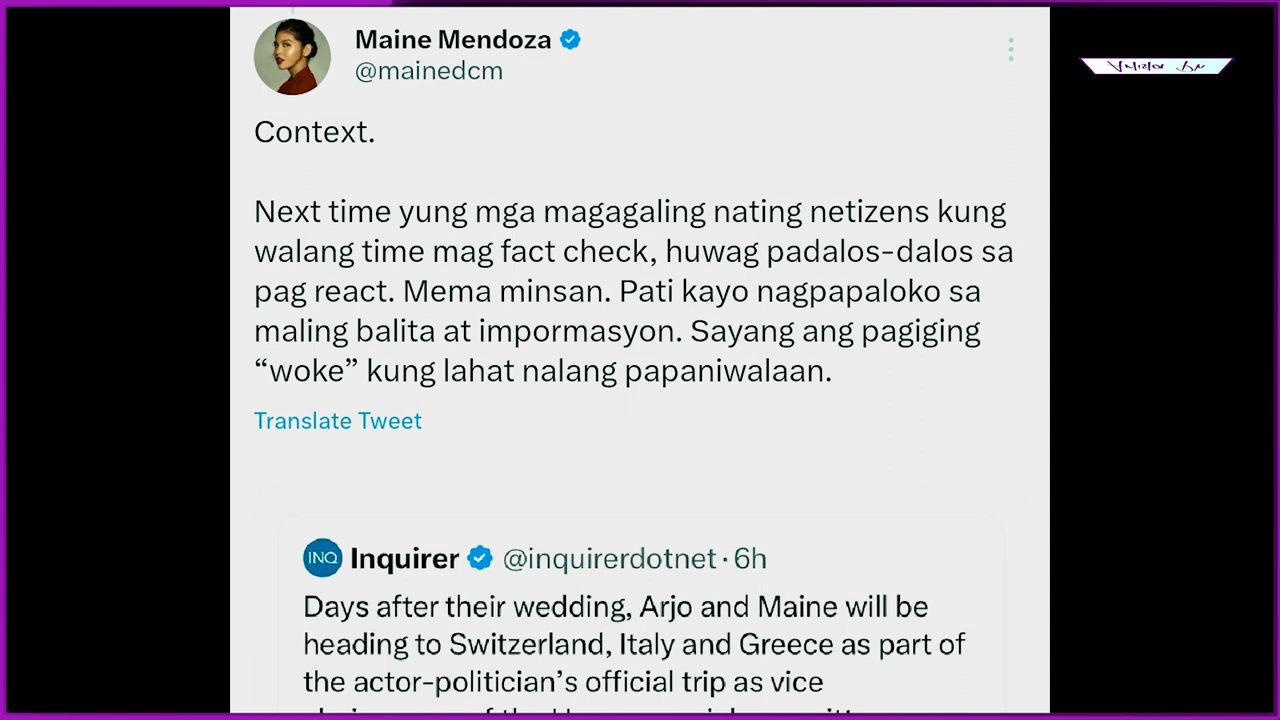 Maine Mendoza
@mainedcm
Context.
Next time yung mga magagaling nating netizens kung
walang time mag fact check, huwag padalos-dalos sa
pag react. Mema minsan. Pati kayo nagpapaloko sa
maling balita at impormasyon. Sayang ang pagiging
“woke” kung lahat nalang papaniwalaan.
Translate Tweet
INQ Inquirer @inquirerdotnet · 6h
Days after their wedding, Arjo and Maine will be
heading to Switzerland, Italy and Greece as part of
the actor-politician’s official trip as vice